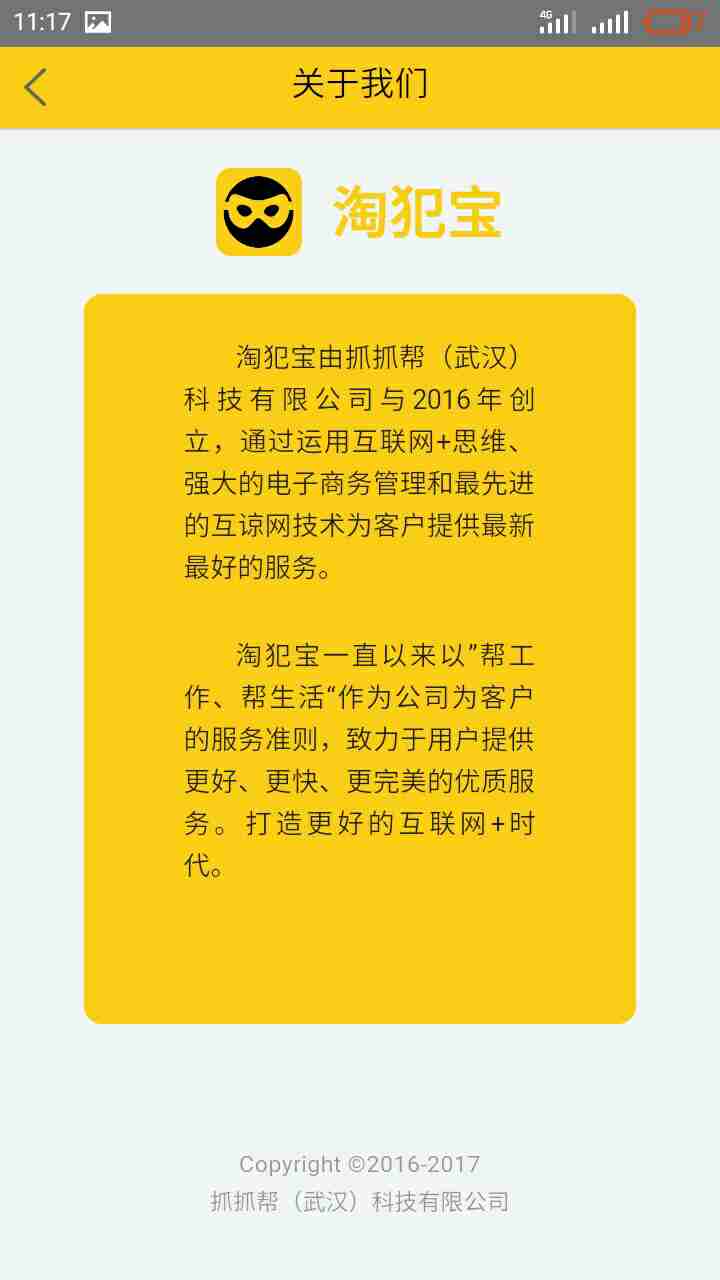 11:17
4G
关于我们
淘犯宝
淘犯宝由抓抓帮（武汉）
科技有限公司与2016年创
立，通过运用互联网+思维、
强大的电子商务管理和最先进
的互谅网技术为客户提供最新
最好的服务。
淘犯宝一直以来以”帮工
作、帮生活“作为公司为客户
的服务准则，致力于用户提供
更好、更快、更完美的优质服
务。打造更好的互联网+时
代。
Copyright ©2016-2017
抓抓帮（武汉）科技有限公司